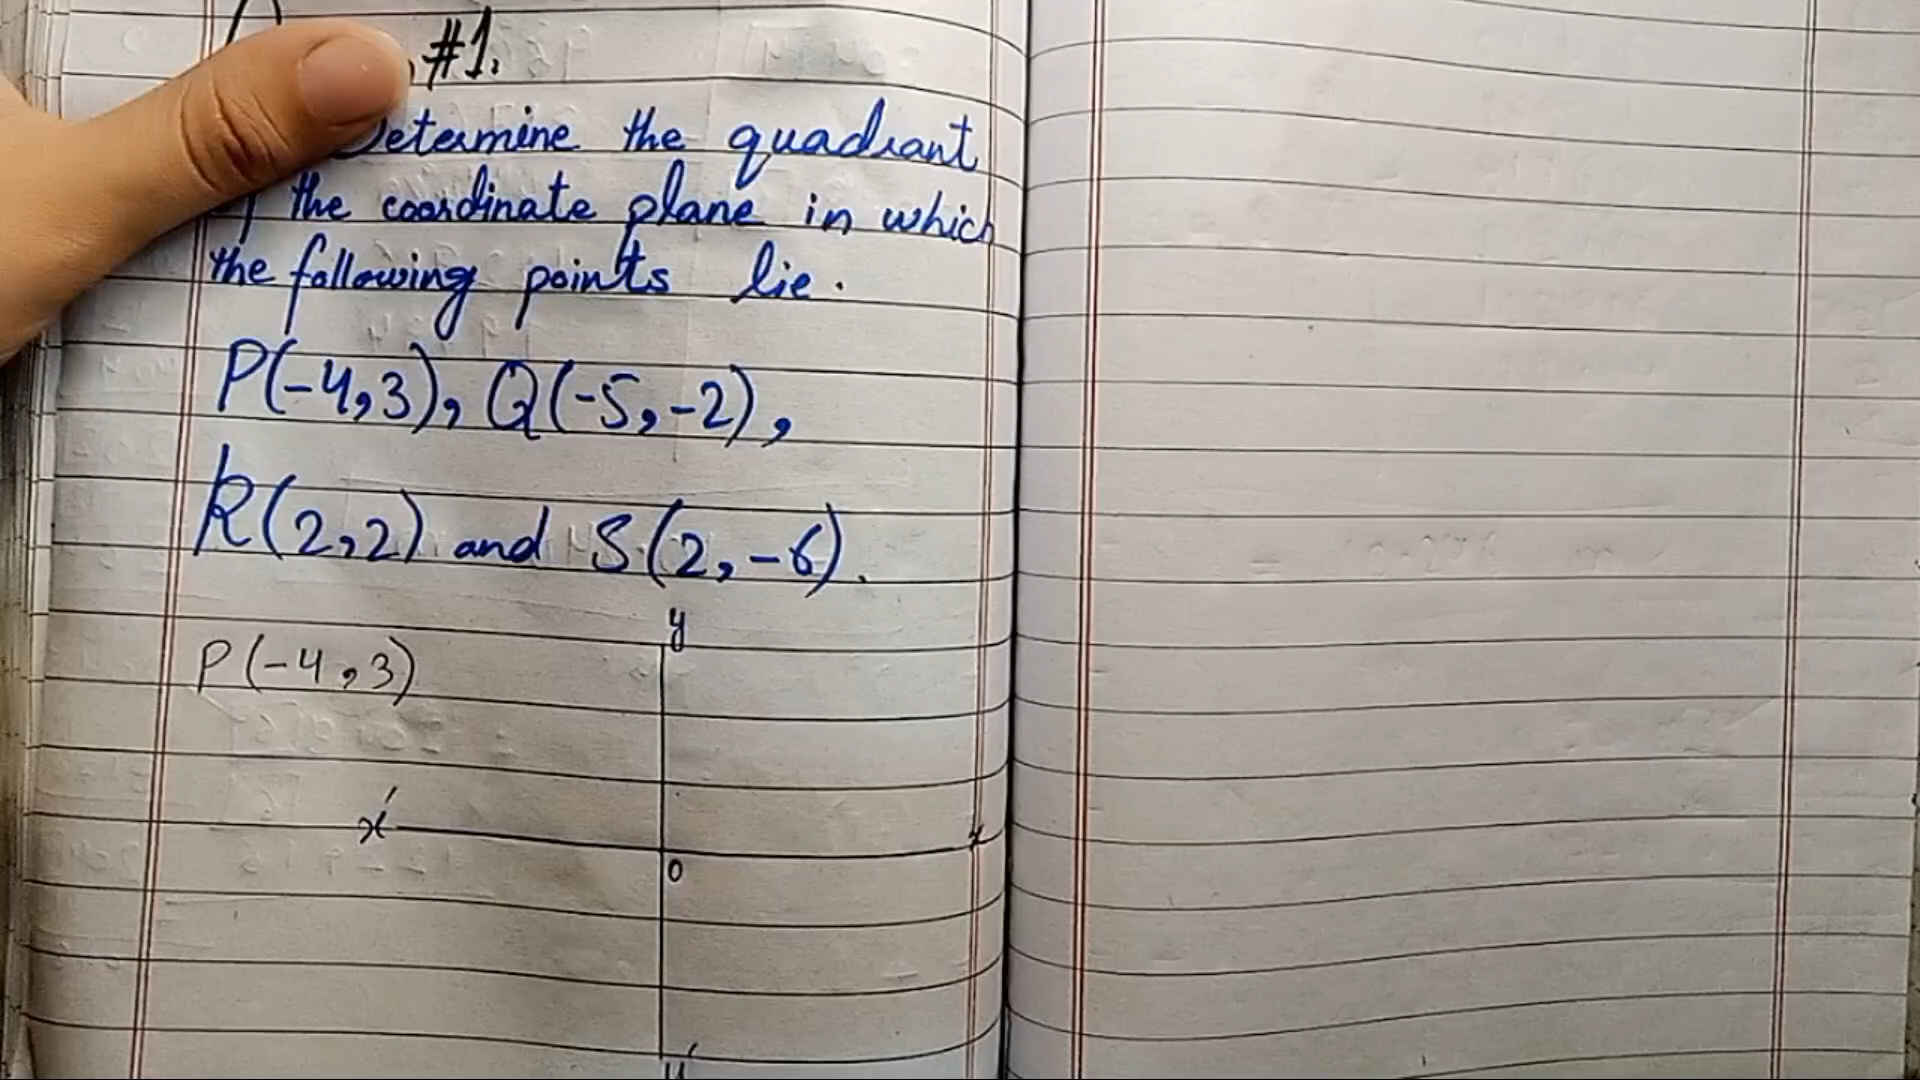 #1.
Determine the quadrant
the coordinate plane in which
the following points lie.
P(-4,3), Q(-5,-2),
R(2,2) and S(2,-6).
y
P(-4,3)
x' x
0
y'